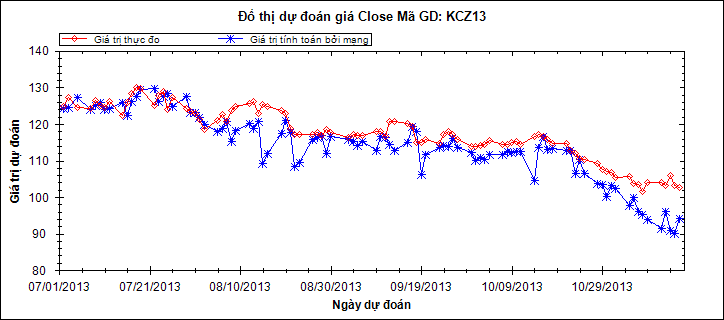 Đồ thị dự đoán giá Close Mã GD: KCZ13
Giá trị thực đo
Giá trị tính toán bởi mạng
Giá trị dự đoán
140
130
120
110
100
90
80
07/01/2013
07/21/2013
08/10/2013
08/30/2013
09/19/2013
10/09/2013
10/29/2013
Ngày dự đoán